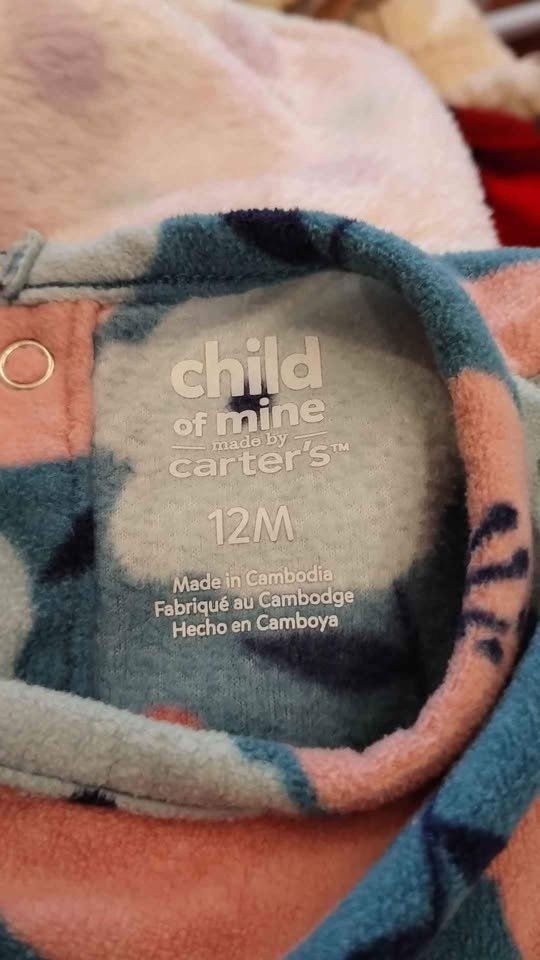 child
of mine
made by
carter's™
12M
Made in Cambodia
Fabriqué au Cambodge
Hecho en Camboya